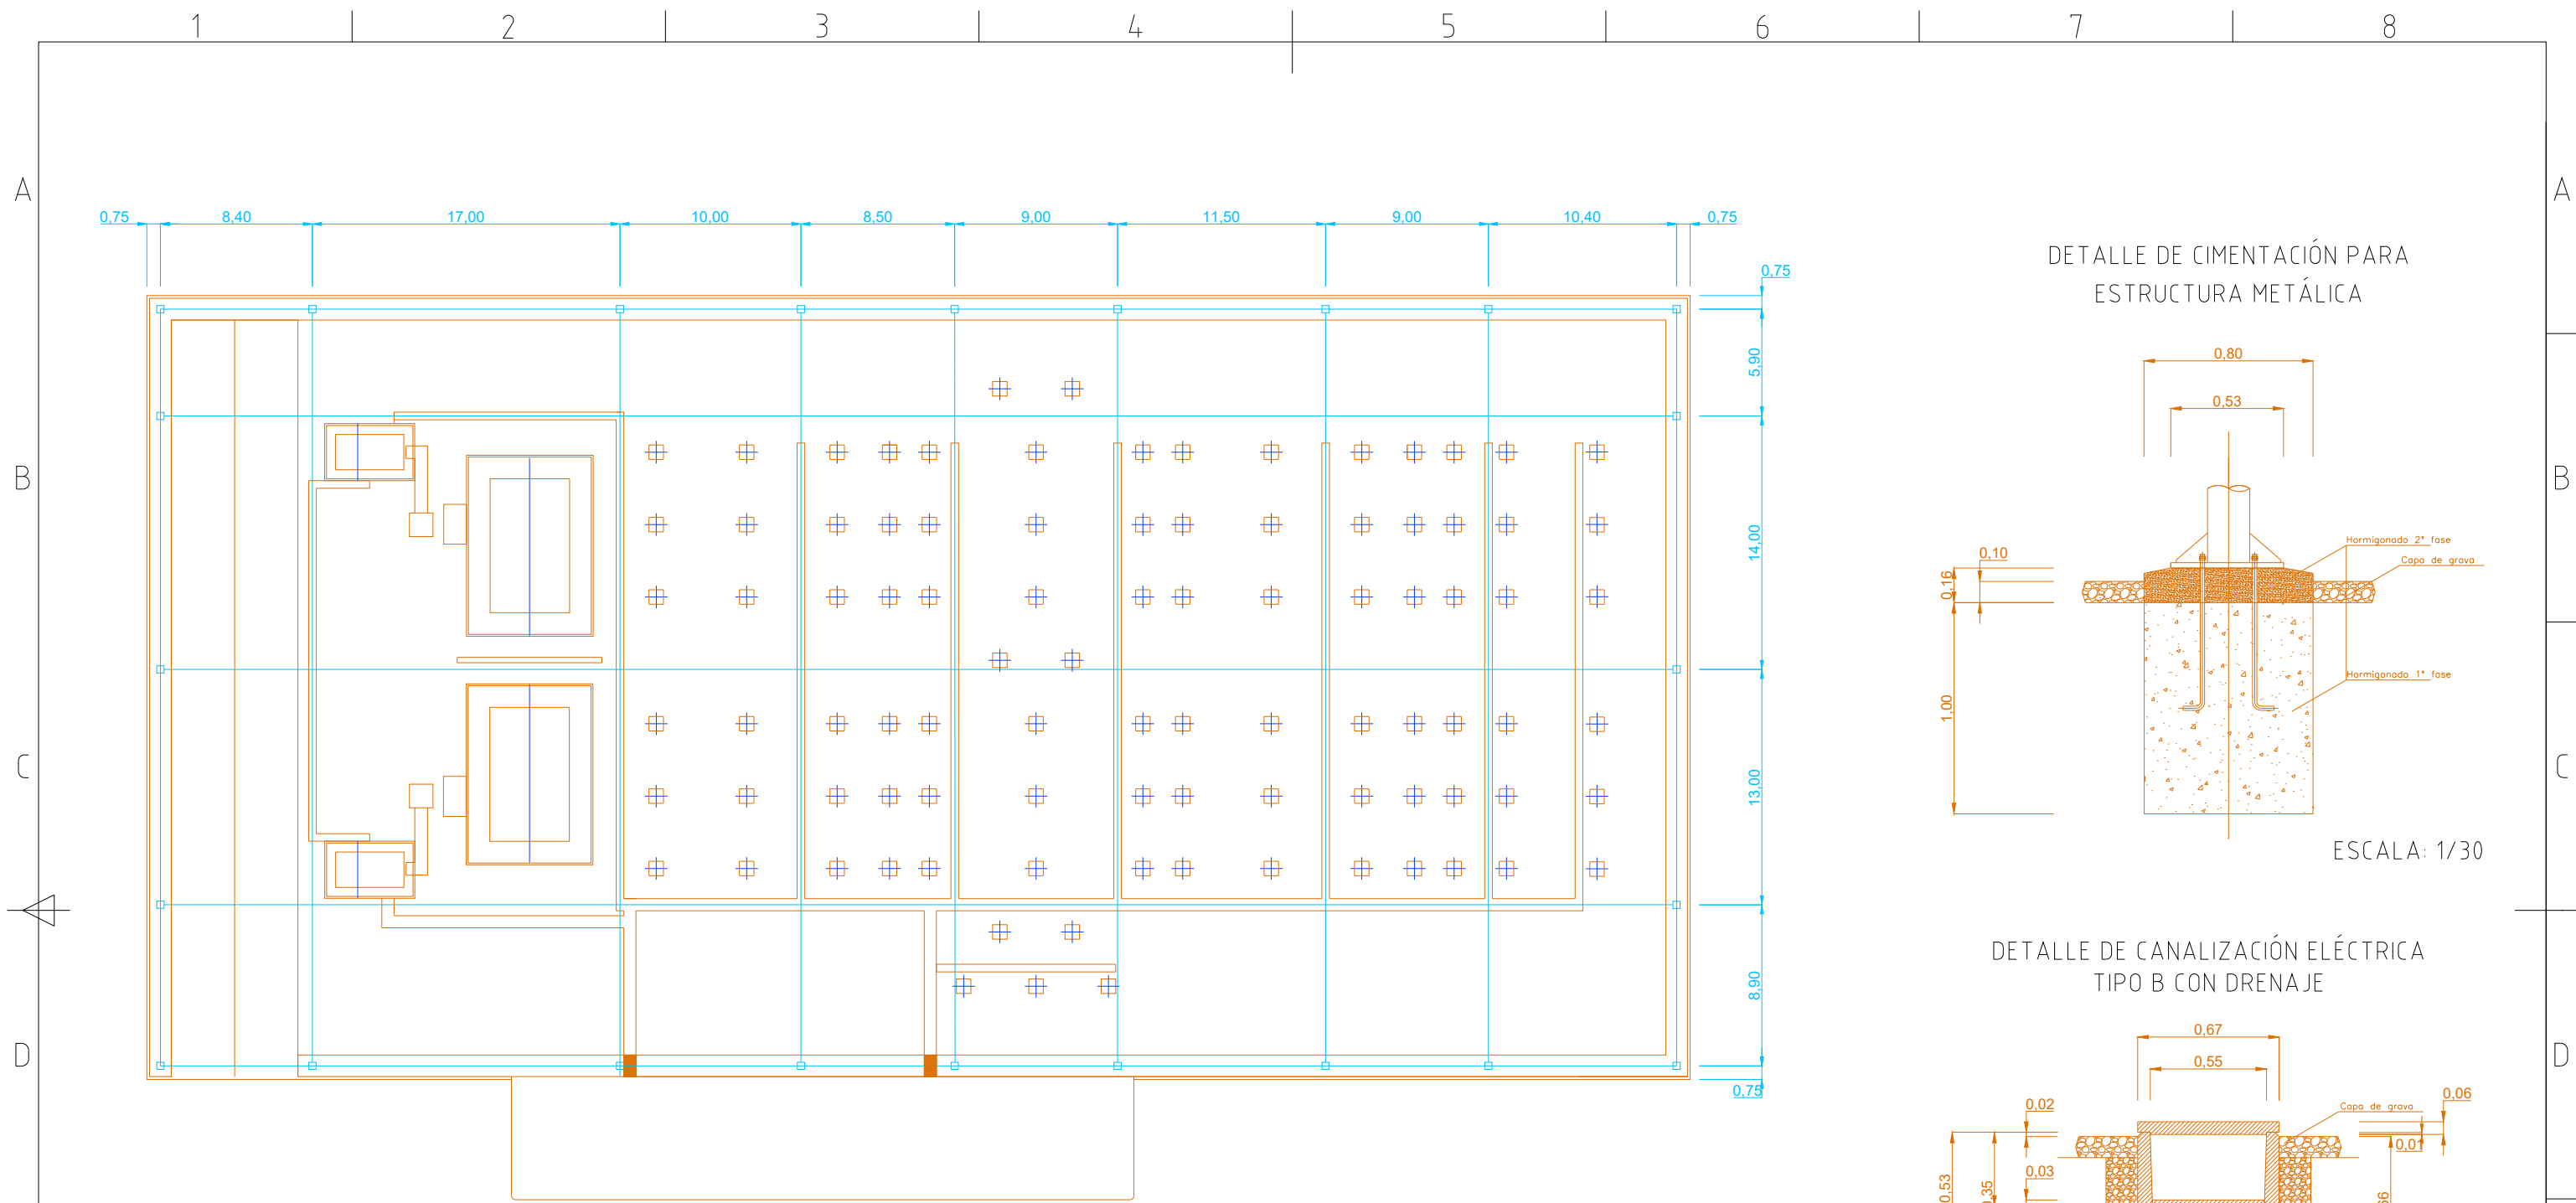 1 2 3 4 5 6 7 8
A A
0,75 8,40 17,00 10,00 8,50 9,00 11,50 9,00 10,40 0,75
0,75
5,90
14,00
13,00
8,90
0,75
B B
C C
D D
DETALLE DE CIMENTACIÓN PARA
ESTRUCTURA METÁLICA
0,80
0,53
Hormigonado 2ª fase
0,10
Capa de grava
0,16
Hormigonado 1ª fase
1,00
ESCALA: 1/30
DETALLE DE CANALIZACIÓN ELÉCTRICA
TIPO B CON DRENAJE
0,67
0,55
0,06
0,02
Capa de grava
0,01
0,03
0,53